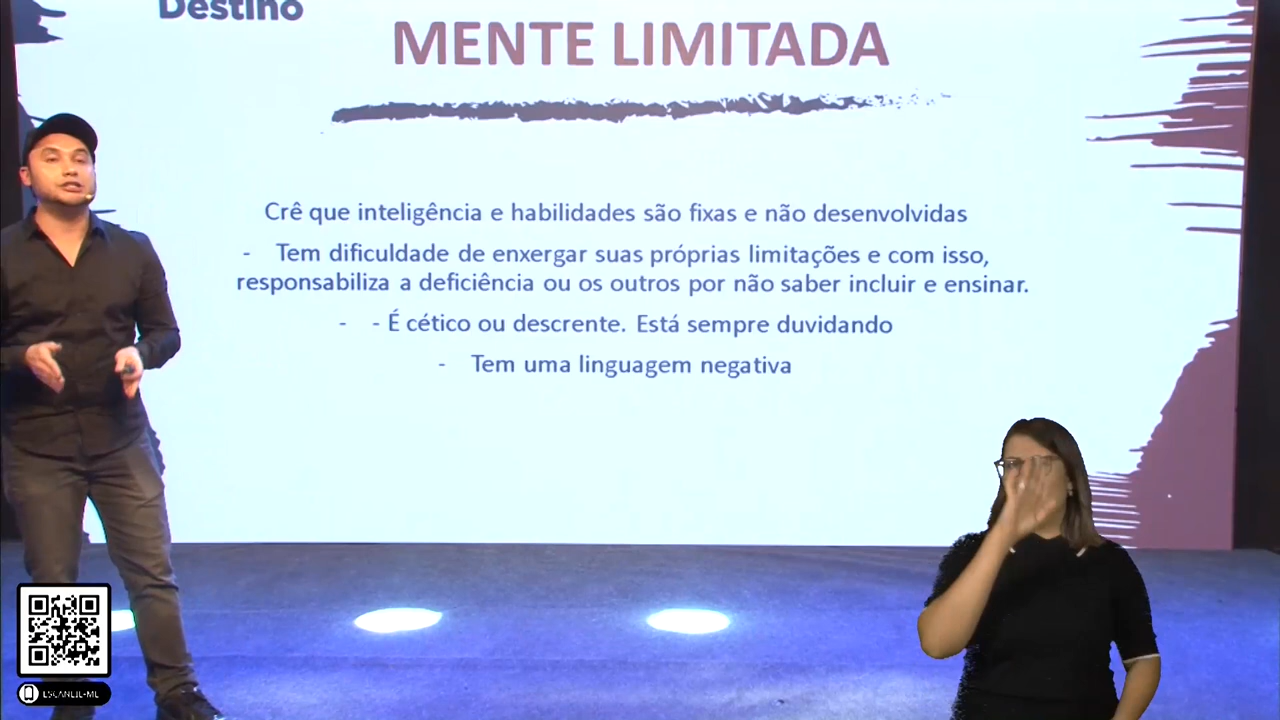 Destino
MENTE LIMITADA
Crê que inteligência e habilidades são fixas e não desenvolvidas
- Tem dificuldade de enxergar suas próprias limitações e com isso,
responsabiliza a deficiência ou os outros por não saber incluir e ensinar.
- - É cético ou descrente. Está sempre duvidando
- Tem uma linguagem negativa
ESCANEIE-ME